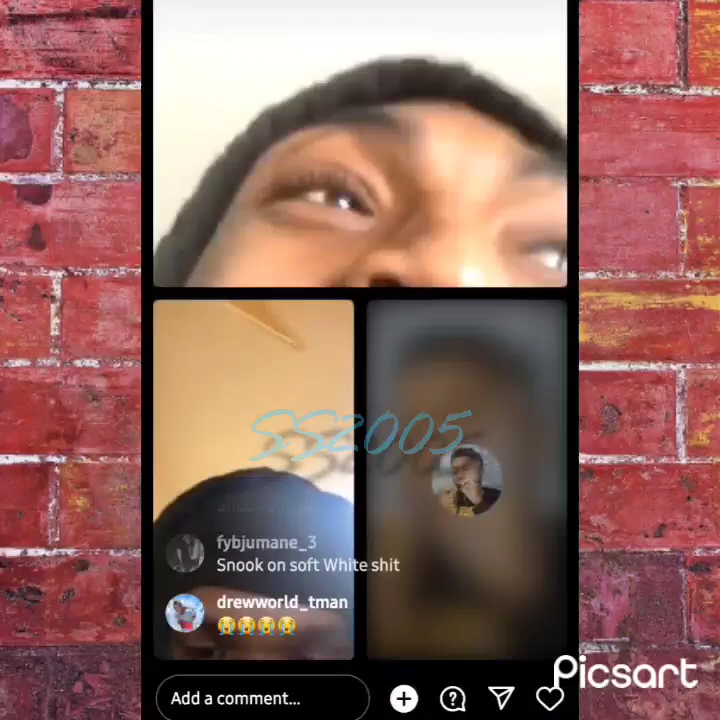 SS2005
fybjumane_3
Snook on soft White shit
drewworld_tman
😭😭😭😭
Add a comment...
Picsart